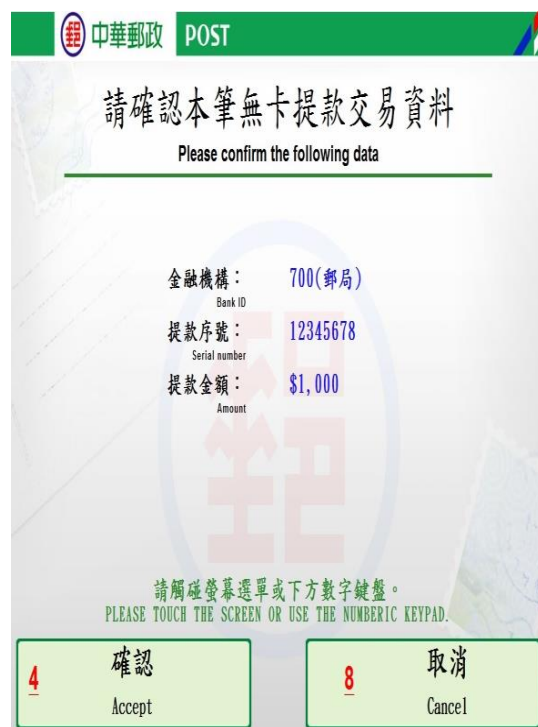 郵 中華郵政 POST
請確認本筆無卡提款交易資料
Please confirm the following data
金融機構： 700(郵局)
Bank ID
提款序號： 12345678
Serial number
提款金額： $1,000
Amount
請觸碰螢幕選單或下方數字鍵盤。
PLEASE TOUCH THE SCREEN OR USE THE NUMBERIC KEYPAD.
4 確認 8 取消
Accept Cancel